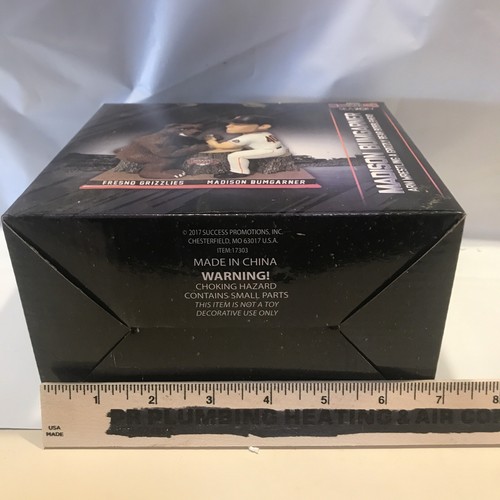 MADISON BUMGARNER
FRESNO GRIZZLIES MADISON BUMGARNER
© 2017 SUCCESS PROMOTIONS, INC.
CHESTERFIELD, MO 63017 U.S.A.
ITEM:17303
MADE IN CHINA
WARNING!
CHOKING HAZARD
CONTAINS SMALL PARTS
THIS ITEM IS NOT A TOY
DECORATIVE USE ONLY
1 2 3 4 5 6 7 8
PLUMBING HEATING & AIR CO
USA
MADE